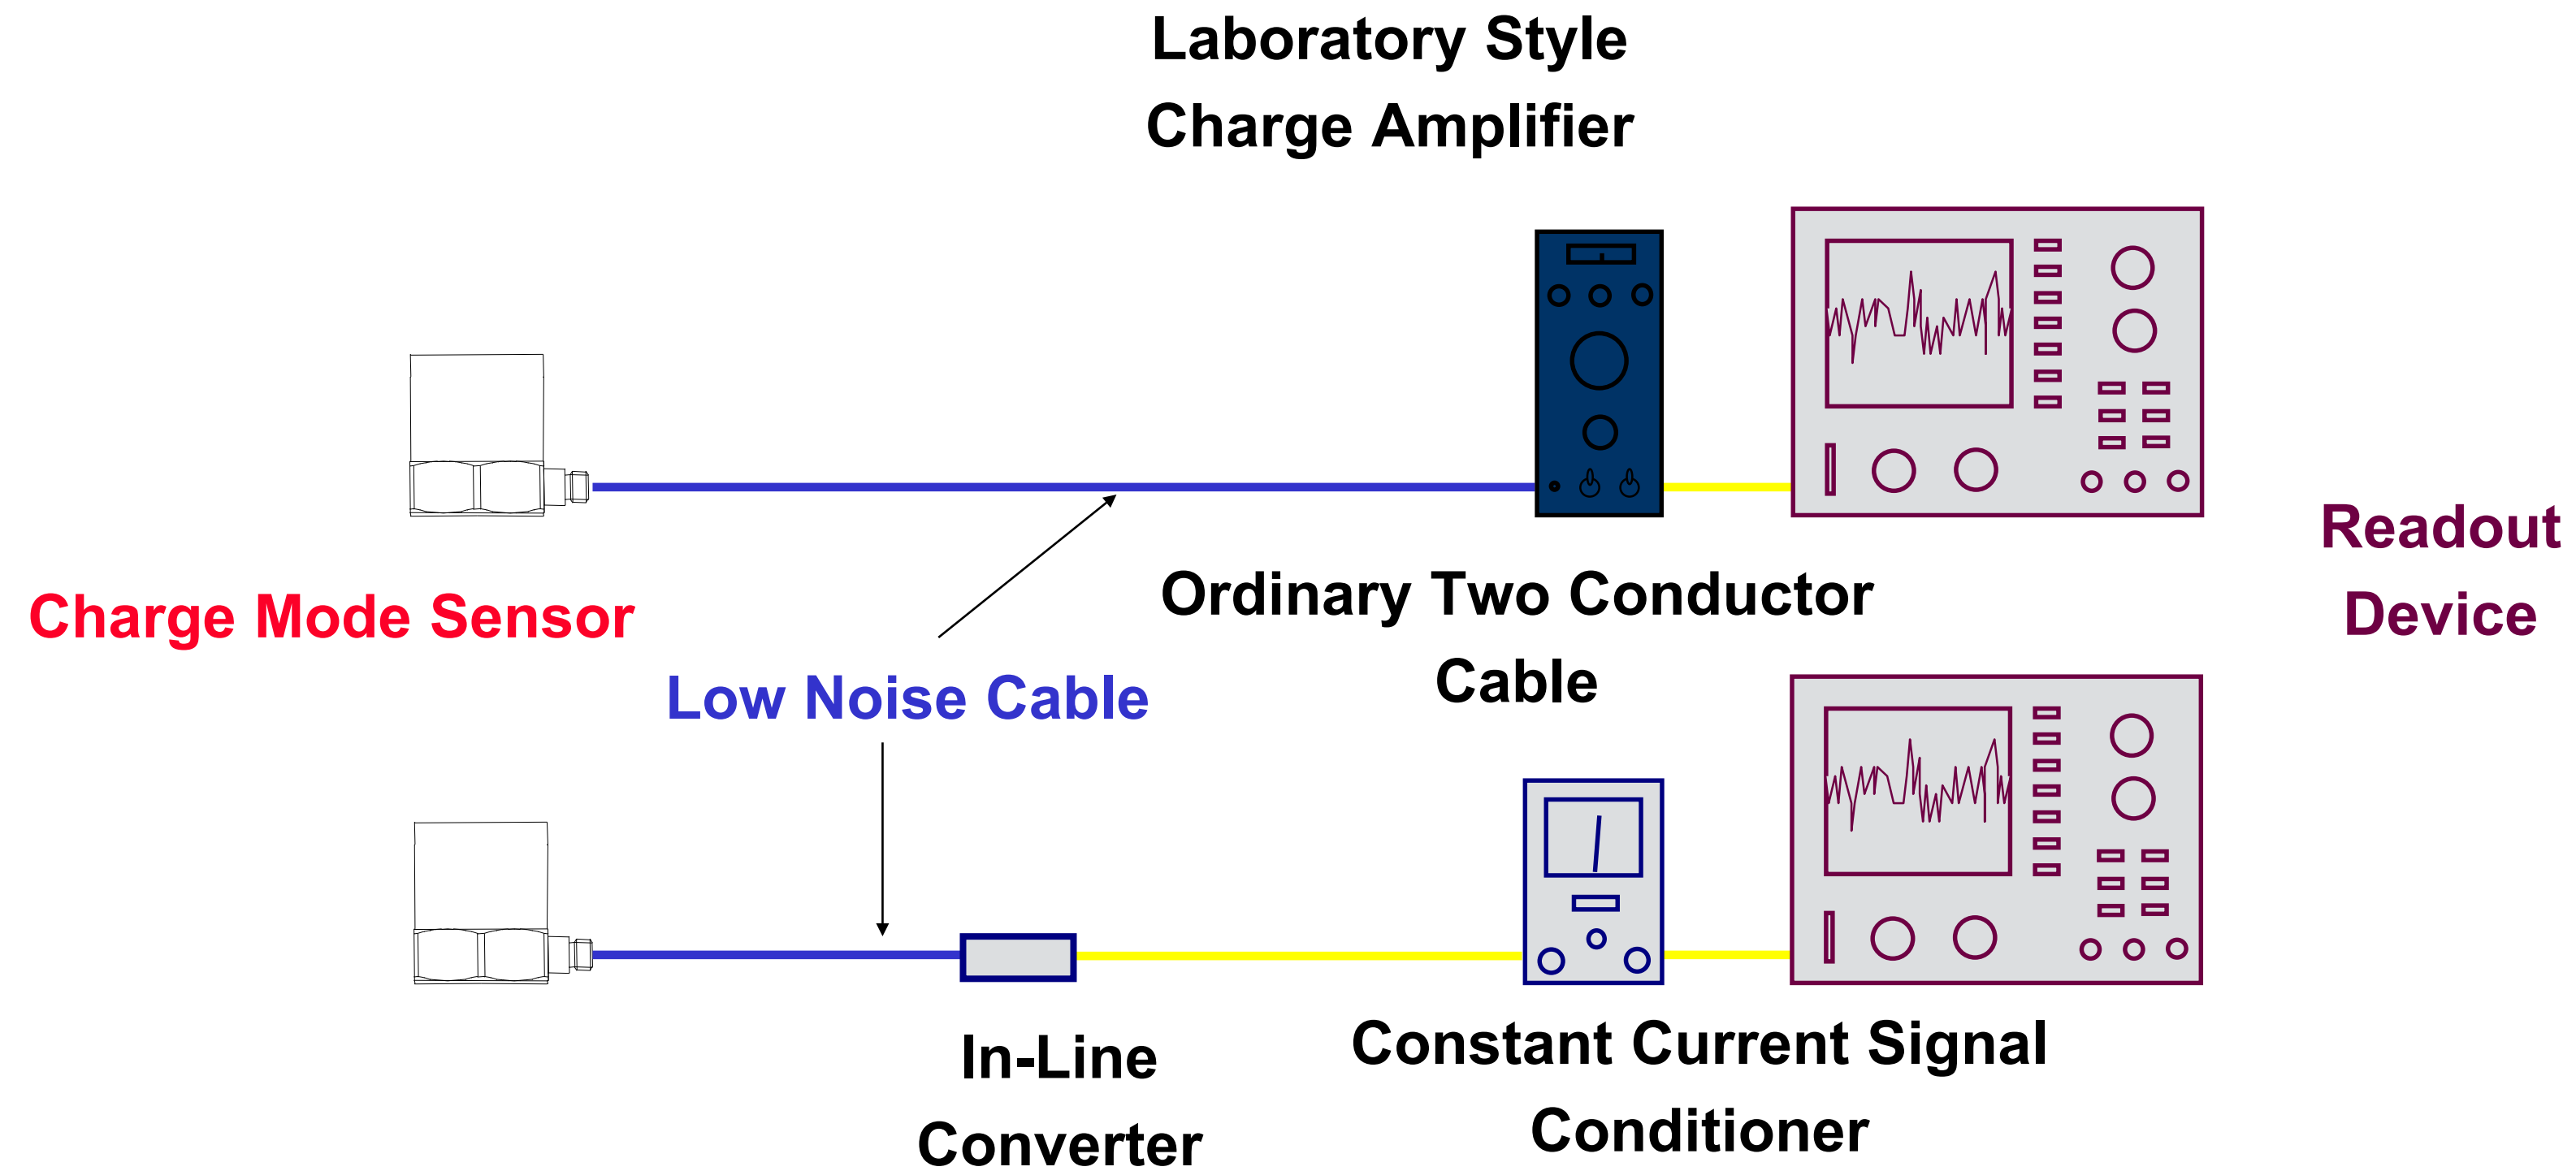 Laboratory Style
Charge Amplifier
Readout
Device
Charge Mode Sensor
Ordinary Two Conductor
Cable
Low Noise Cable
In-Line
Converter
Constant Current Signal
Conditioner